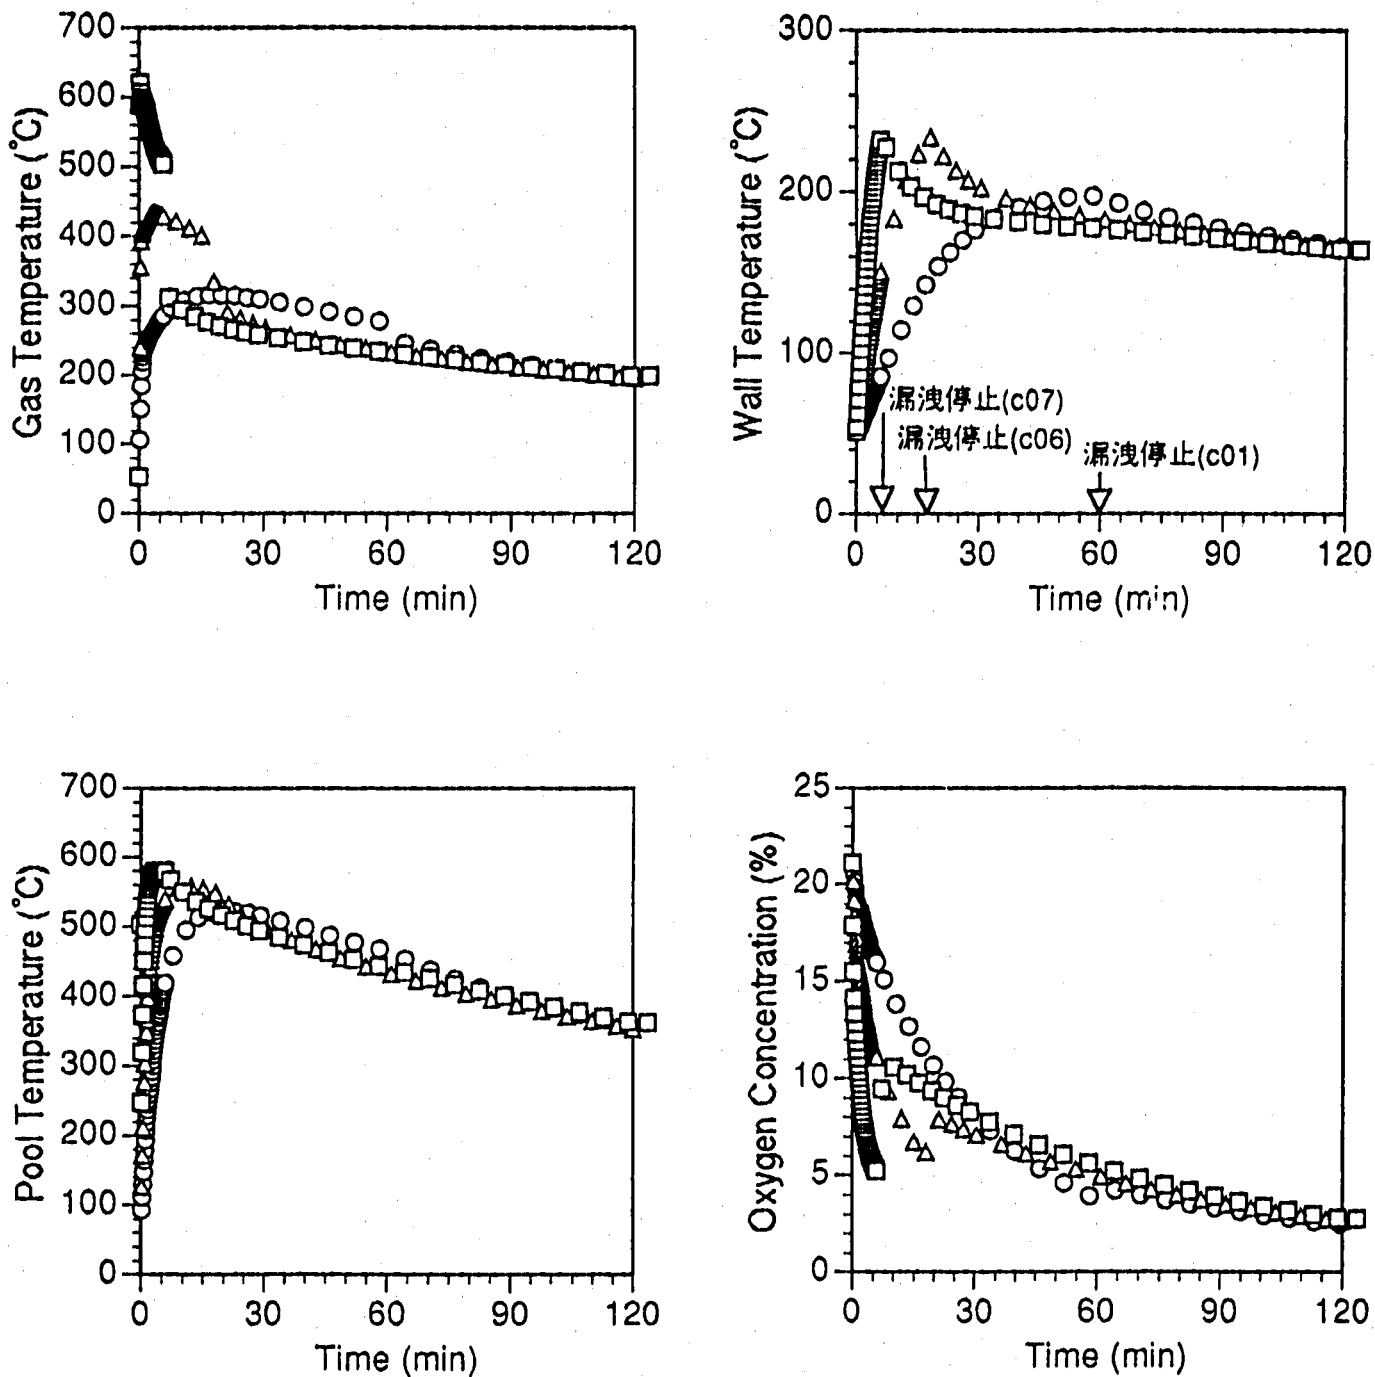 700
600
500
400
300
200
100
0
Gas Temperature (°C)
0 30 60 90 120
Time (min)
300
200
100
0
Wall Temperature (°C)
漏洩停止(c07)
漏洩停止(c06)
漏洩停止(c01)
0 30 60 90 120
Time (min)
700
600
500
400
300
200
100
0
Pool Temperature (°C)
0 30 60 90 120
Time (min)
25
20
15
10
5
0
Oxygen Concentration (%)
0 30 60 90 120
Time (min)